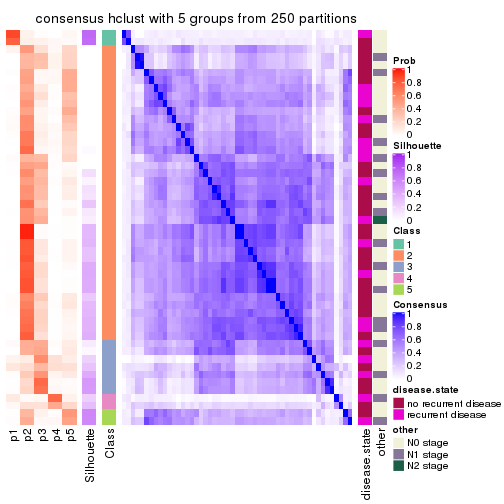 consensus hclust with 5 groups from 250 partitions
p1
p2
p3
p4
p5
Silhouette
Class
disease.state
other
Prob
1
0.8
0.6
0.4
0.2
0
Silhouette
1
0.8
0.6
0.4
0.2
0
Class
1
2
3
4
5
Consensus
1
0.8
0.6
0.4
0.2
0
disease.state
no recurrent disease
recurrent disease
other
N0 stage
N1 stage
N2 stage